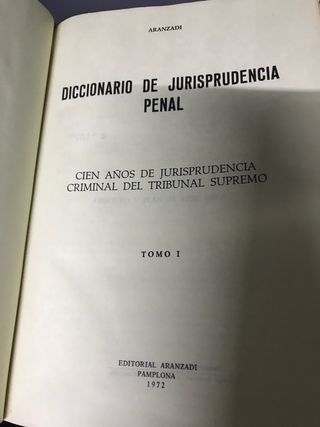 ARANZADI
DICCIONARIO DE JURISPRUDENCIA
PENAL
CIEN AÑOS DE JURISPRUDENCIA
CRIMINAL DEL TRIBUNAL SUPREMO
TOMO I
EDITORIAL ARANZADI
PAMPLONA
1972